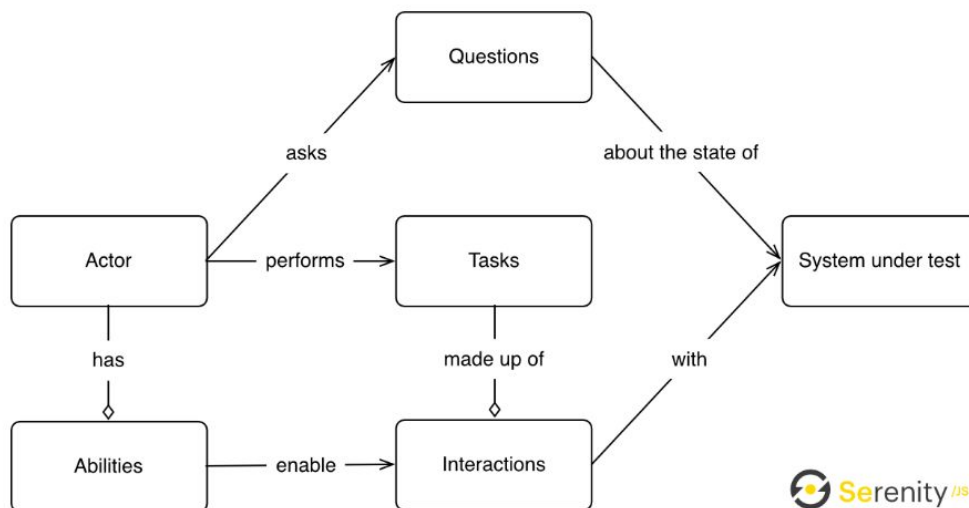 Questions
asks
about the state of
Actor
performs
Tasks
System under test
has
made up of
with
Abilities
enable
Interactions
Serenity /JS